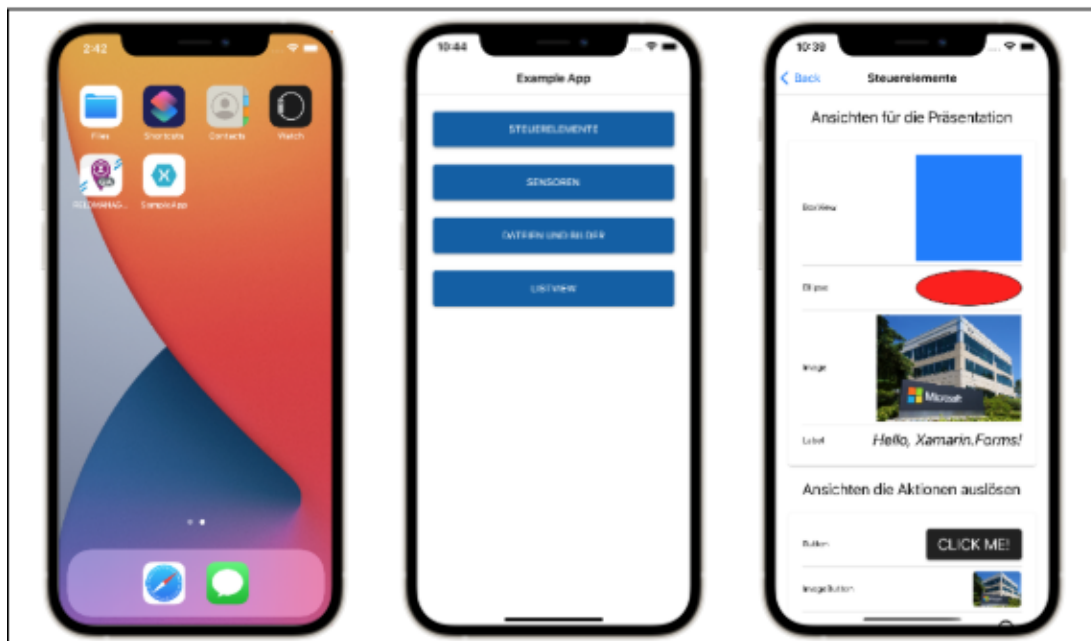 2:42
Files
Shortcuts
Contacts
Watch
SampleApp
10:44
Example App
STEUERELEMENTE
SENSOREN
DATEIEN UND BILDER
LISTVIEW
10:39
Back
Steuerelemente
Ansichten für die Präsentation
BoxView
Ellipse
Image
Microsoft
Label
Hello, Xamarin.Forms!
Ansichten die Aktionen auslösen
Button
CLICK ME!
ImageButton